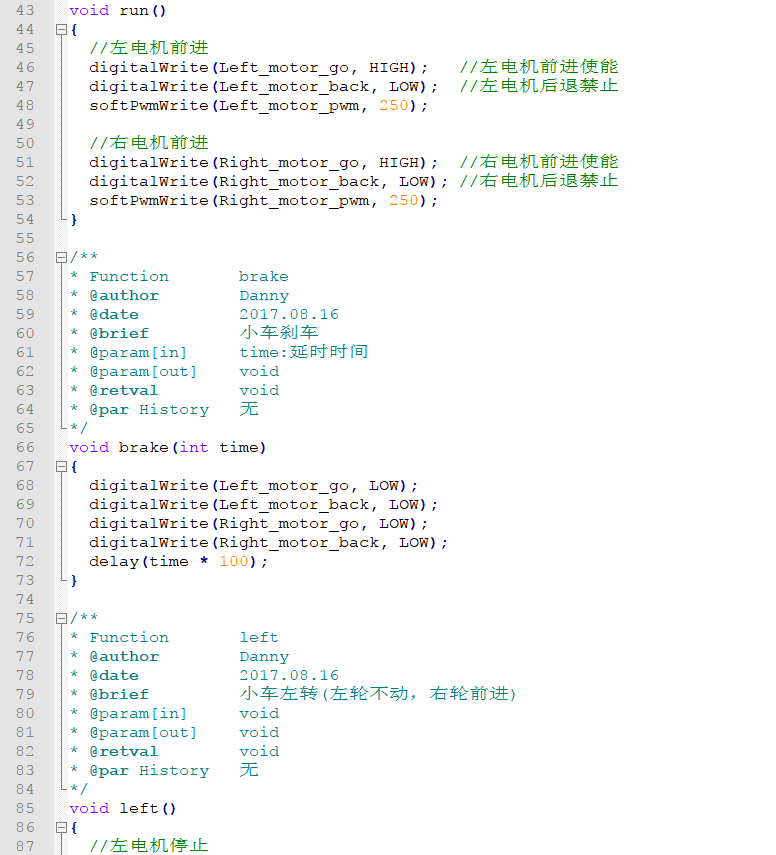 43 void run()
44 {
45   //左电机前进
46   digitalWrite(Left_motor_go, HIGH);   //左电机前进使能
47   digitalWrite(Left_motor_back, LOW);  //左电机后退禁止
48   softPwmWrite(Left_motor_pwm, 250);
49
50   //右电机前进
51   digitalWrite(Right_motor_go, HIGH);  //右电机前进使能
52   digitalWrite(Right_motor_back, LOW); //右电机后退禁止
53   softPwmWrite(Right_motor_pwm, 250);
54 }
55
56 /**
57 * Function       brake
58 * @author        Danny
59 * @date          2017.08.16
60 * @brief         小车刹车
61 * @param[in]     time:延时时间
62 * @param[out]    void
63 * @retval        void
64 * @par History   无
65 */
66 void brake(int time)
67 {
68   digitalWrite(Left_motor_go, LOW);
69   digitalWrite(Left_motor_back, LOW);
70   digitalWrite(Right_motor_go, LOW);
71   digitalWrite(Right_motor_back, LOW);
72   delay(time * 100);
73 }
74
75 /**
76 * Function       left
77 * @author        Danny
78 * @date          2017.08.16
79 * @brief         小车左转(左轮不动，右轮前进)
80 * @param[in]     void
81 * @param[out]    void
82 * @retval        void
83 * @par History   无
84 */
85 void left()
86 {
87   //左电机停止